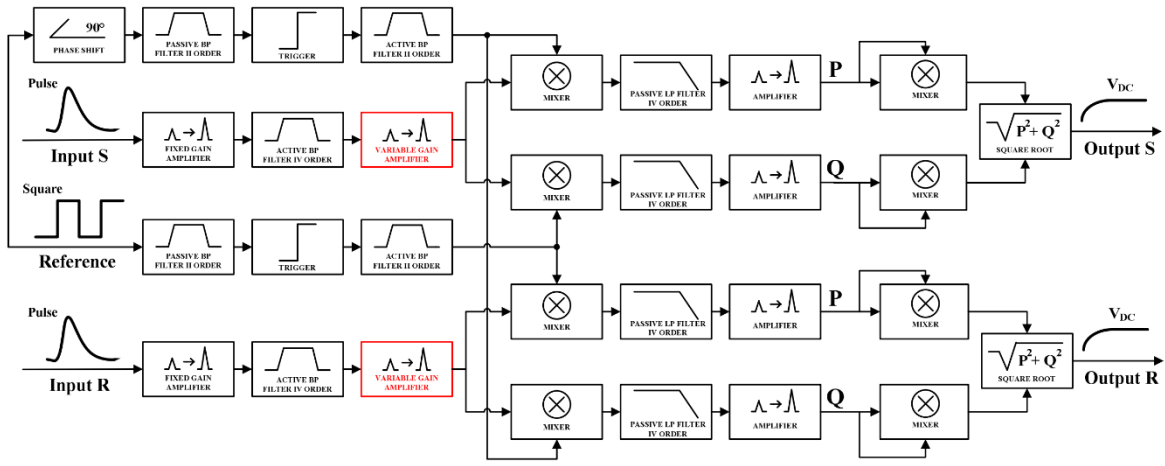 90°
PHASE SHIFT
PASSIVE BP
FILTER II ORDER
TRIGGER
ACTIVE BP
FILTER II ORDER
Pulse
Input S
FIXED GAIN
AMPLIFIER
ACTIVE BP
FILTER IV ORDER
VARIABLE GAIN
AMPLIFIER
Square
Reference
PASSIVE BP
FILTER II ORDER
TRIGGER
ACTIVE BP
FILTER II ORDER
Pulse
Input R
FIXED GAIN
AMPLIFIER
ACTIVE BP
FILTER IV ORDER
VARIABLE GAIN
AMPLIFIER
MIXER
PASSIVE LP FILTER
IV ORDER
AMPLIFIER
P
MIXER
MIXER
PASSIVE LP FILTER
IV ORDER
AMPLIFIER
Q
MIXER
√P²+ Q²
SQUARE ROOT
VDC
Output S
MIXER
PASSIVE LP FILTER
IV ORDER
AMPLIFIER
P
MIXER
MIXER
PASSIVE LP FILTER
IV ORDER
AMPLIFIER
Q
MIXER
√P²+ Q²
SQUARE ROOT
VDC
Output R